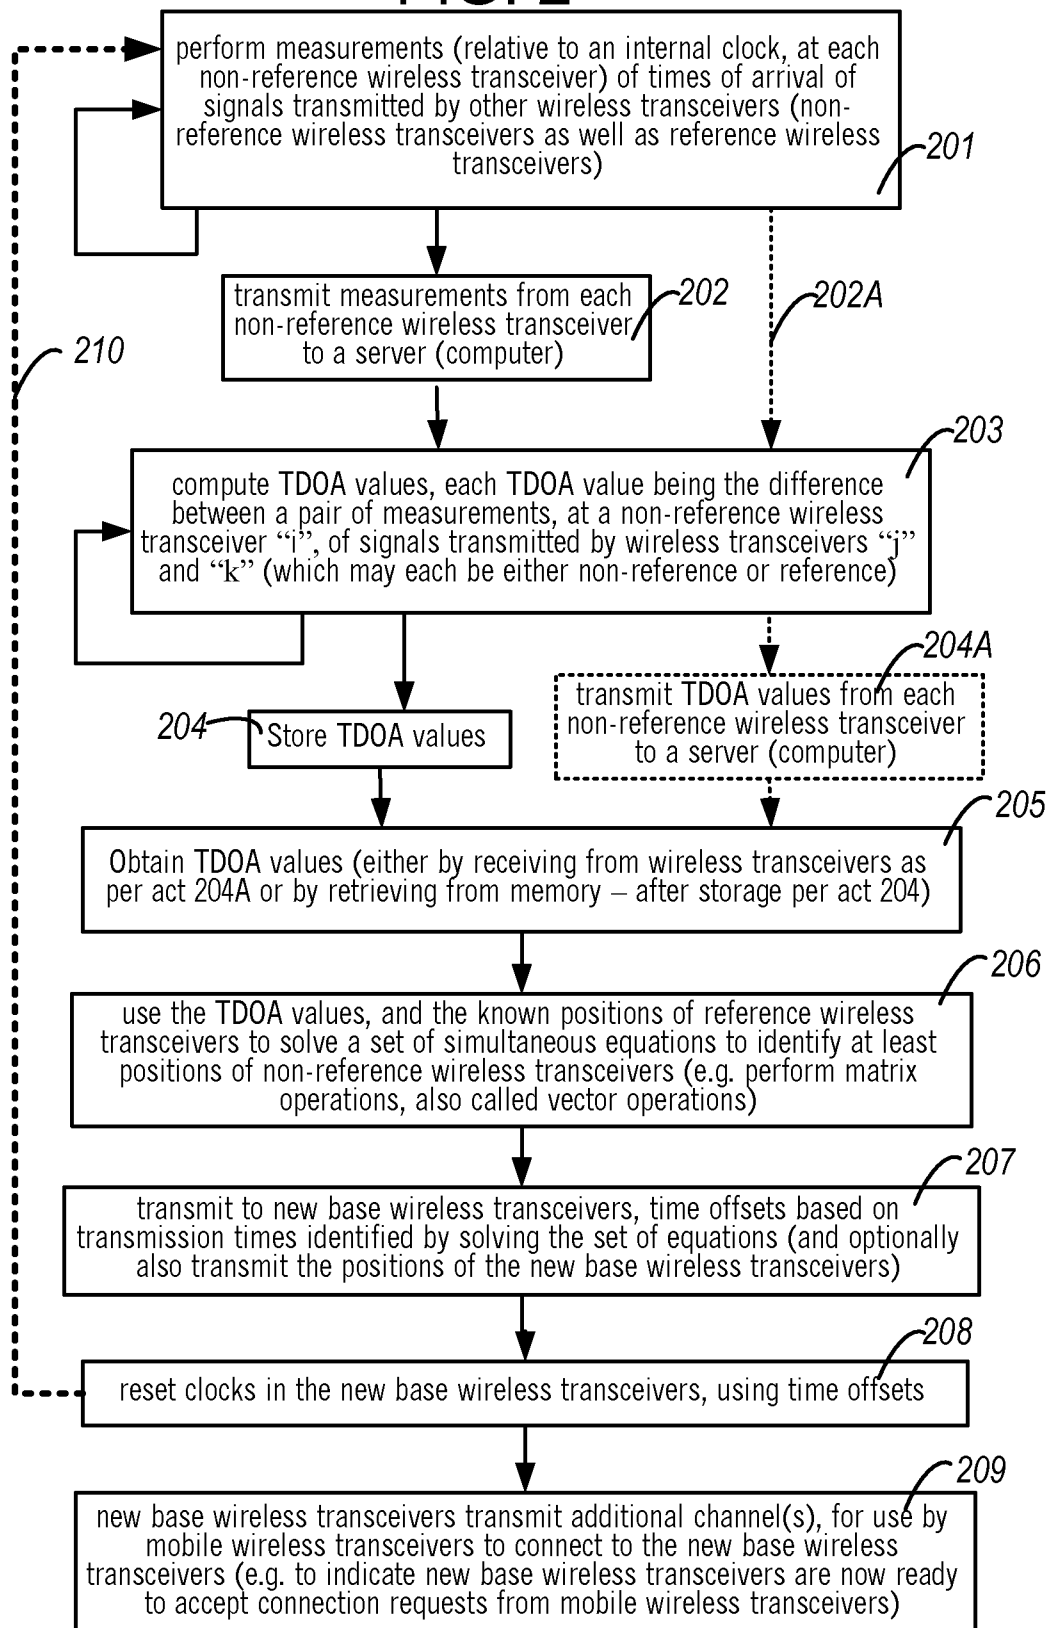 FIG. 2
perform measurements (relative to an internal clock, at each
non-reference wireless transceiver) of times of arrival of
signals transmitted by other wireless transceivers (non-
reference wireless transceivers as well as reference wireless
transceivers)
201
transmit measurements from each
non-reference wireless transceiver
to a server (computer)
202
202A
210
203
compute TDOA values, each TDOA value being the difference
between a pair of measurements, at a non-reference wireless
transceiver “i”, of signals transmitted by wireless transceivers “j”
and “k” (which may each be either non-reference or reference)
204A
204
Store TDOA values
transmit TDOA values from each
non-reference wireless transceiver
to a server (computer)
205
Obtain TDOA values (either by receiving from wireless transceivers as
per act 204A or by retrieving from memory – after storage per act 204)
206
use the TDOA values, and the known positions of reference wireless
transceivers to solve a set of simultaneous equations to identify at least
positions of non-reference wireless transceivers (e.g. perform matrix
operations, also called vector operations)
207
transmit to new base wireless transceivers, time offsets based on
transmission times identified by solving the set of equations (and optionally
also transmit the positions of the new base wireless transceivers)
208
reset clocks in the new base wireless transceivers, using time offsets
209
new base wireless transceivers transmit additional channel(s), for use by
mobile wireless transceivers to connect to the new base wireless
transceivers (e.g. to indicate new base wireless transceivers are now ready
to accept connection requests from mobile wireless transceivers)